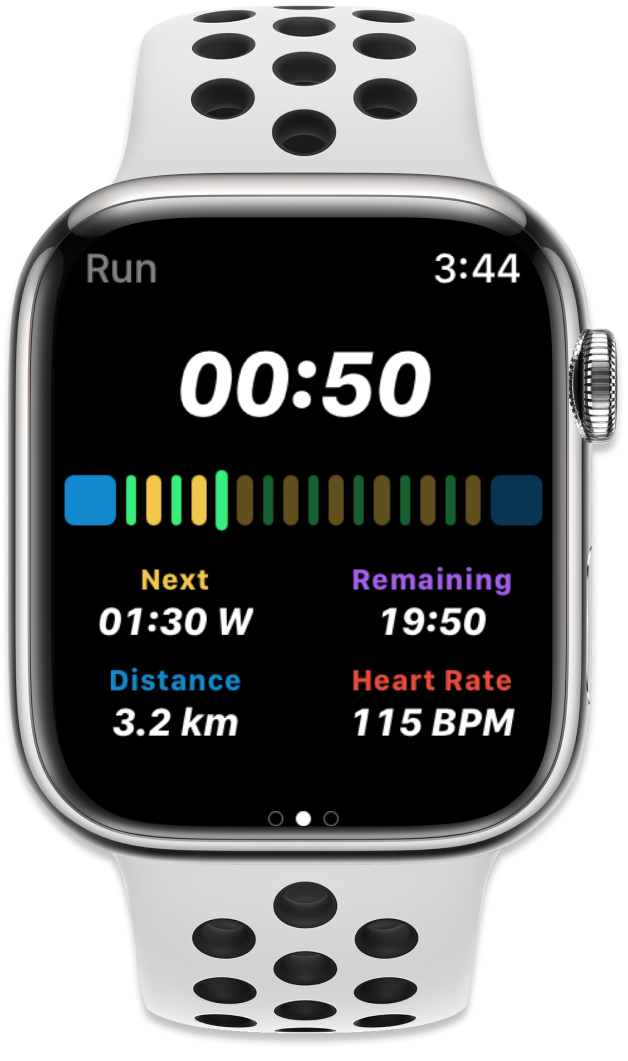 Run 3:44
00:50
Next Remaining
01:30 W 19:50
Distance Heart Rate
3.2 km 115 BPM